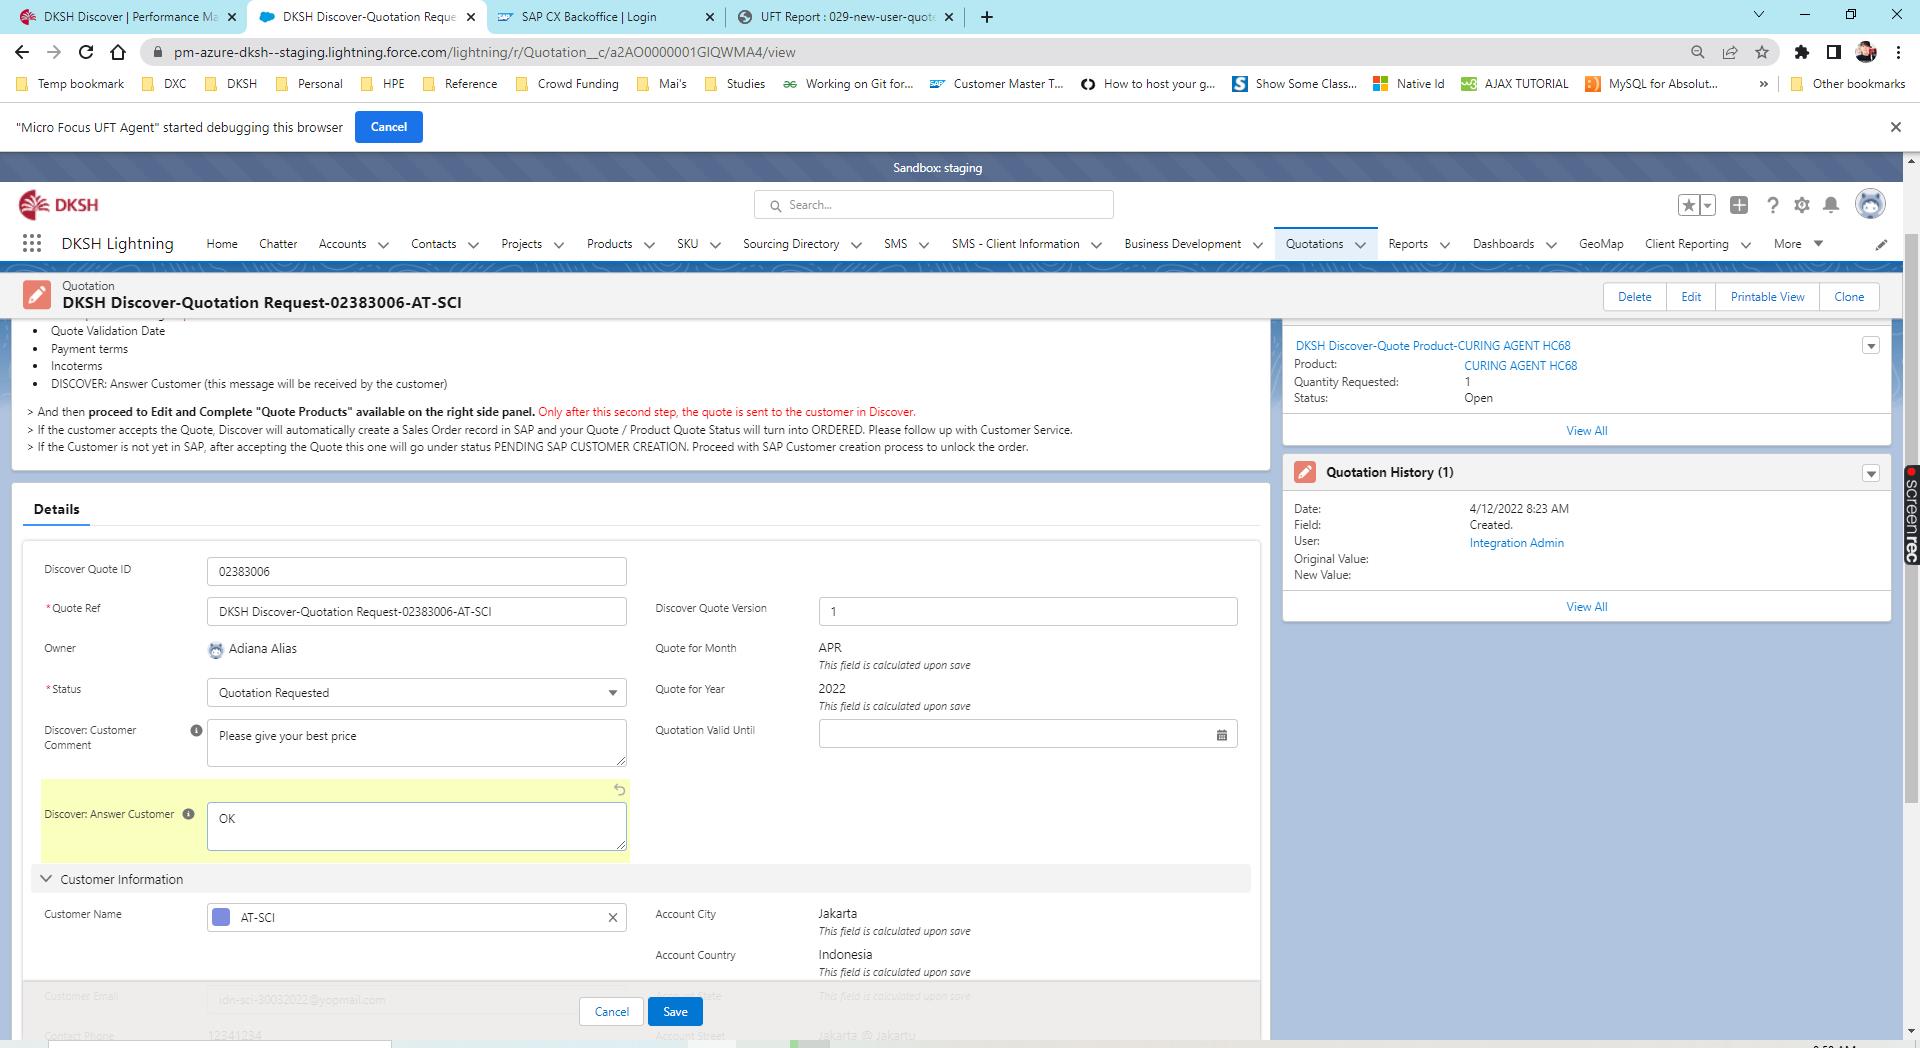 DKSH Discover | Performance Ma
DKSH Discover-Quotation Reque
SAP CX Backoffice | Login
UFT Report : 029-new-user-quot
pm-azure-dksh--staging.lightning.force.com/lightning/r/Quotation__c/a2AO0000001GIQWMA4/view
Temp bookmark DXC DKSH Personal HPE Reference Crowd Funding Mai's Studies Working on Git for... Customer Master T... How to host your g... Show Some Class... Native Id AJAX TUTORIAL MySQL for Absolut... » Other bookmarks
"Micro Focus UFT Agent" started debugging this browser Cancel
Sandbox: staging
DKSH Search...
DKSH Lightning Home Chatter Accounts Contacts Projects Products SKU Sourcing Directory SMS SMS - Client Information Business Development Quotations Reports Dashboards GeoMap Client Reporting More
Quotation
DKSH Discover-Quotation Request-02383006-AT-SCI
Delete Edit Printable View Clone
• Quote Validation Date
• Payment terms
• Incoterms
• DISCOVER: Answer Customer (this message will be received by the customer)
> And then proceed to Edit and Complete "Quote Products" available on the right side panel. Only after this second step, the quote is sent to the customer in Discover.
> If the customer accepts the Quote, Discover will automatically create a Sales Order record in SAP and your Quote / Product Quote Status will turn into ORDERED. Please follow up with Customer Service.
> If the Customer is not yet in SAP, after accepting the Quote this one will go under status PENDING SAP CUSTOMER CREATION. Proceed with SAP Customer creation process to unlock the order.
DKSH Discover-Quote Product-CURING AGENT HC68
Product: CURING AGENT HC68
Quantity Requested: 1
Status: Open
View All
Quotation History (1)
Date: 4/12/2022 8:23 AM
Field: Created.
User: Integration Admin
Original Value:
New Value:
View All
screenrec
Details
Discover Quote ID 02383006
*Quote Ref DKSH Discover-Quotation Request-02383006-AT-SCI
Discover Quote Version 1
Owner Adiana Alias
Quote for Month APR
This field is calculated upon save
*Status Quotation Requested
Quote for Year 2022
This field is calculated upon save
Discover: Customer Comment Please give your best price
Quotation Valid Until
Discover: Answer Customer OK
Customer Information
Customer Name AT-SCI
Account City Jakarta
This field is calculated upon save
Account Country Indonesia
This field is calculated upon save
Customer Email idn-sci-30032022@yopmail.com
State
This field is calculated upon save
Cancel Save
Contact Phone 12341234
Account Street Jakarta @ Jakartu